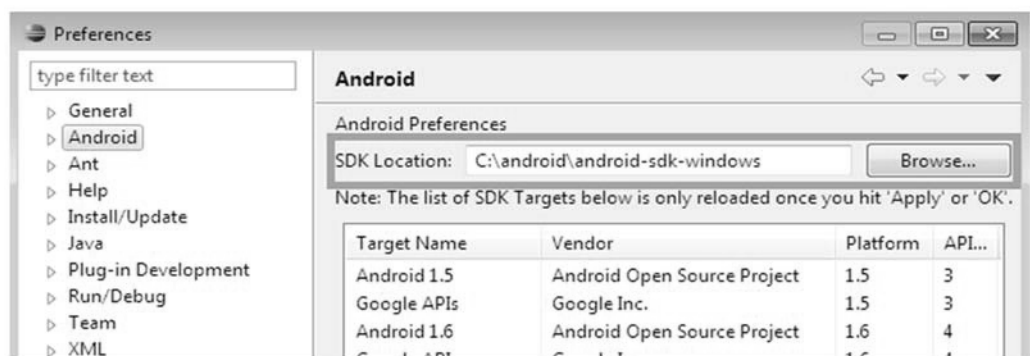 Preferences
type filter text
General
Android
Ant
Help
Install/Update
Java
Plug-in Development
Run/Debug
Team
XML
Android
Android Preferences
SDK Location: C:\android\android-sdk-windows Browse...
Note: The list of SDK Targets below is only reloaded once you hit 'Apply' or 'OK'.
Target Name Vendor Platform API...
Android 1.5 Android Open Source Project 1.5 3
Google APIs Google Inc. 1.5 3
Android 1.6 Android Open Source Project 1.6 4